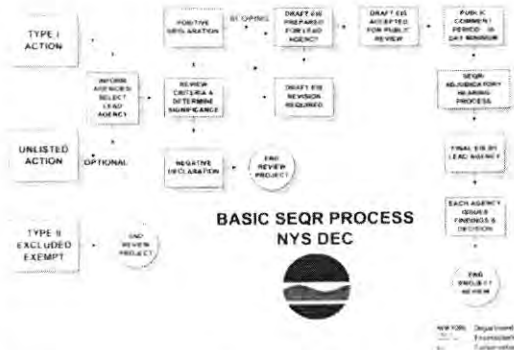 TYPE I
ACTION
INFORM
AGENCIES/
SELECT
LEAD
AGENCY
UNLISTED
ACTION
OPTIONAL
TYPE II
EXCLUDED
EXEMPT
END
REVIEW
PROJECT
POSITIVE
DECLARATION
SCOPING
REVIEW
CRITERIA &
DETERMINE
SIGNIFICANCE
NEGATIVE
DECLARATION
END
REVIEW
PROJECT
DRAFT EIS
PREPARED
FOR LEAD
AGENCY
DRAFT EIS
REVISION
REQUIRED
DRAFT EIS
ACCEPTED
FOR PUBLIC
REVIEW
PUBLIC
COMMENT
PERIOD
DAY MINIMUM
SEQR
ADJUDICATORY
HEARING
PROCESS
FINAL EIS BY
LEAD AGENCY
EACH AGENCY
ISSUES
FINDINGS &
DECISION
END
PROJECT
REVIEW
BASIC SEQR PROCESS
NYS DEC
NEW YORK Department